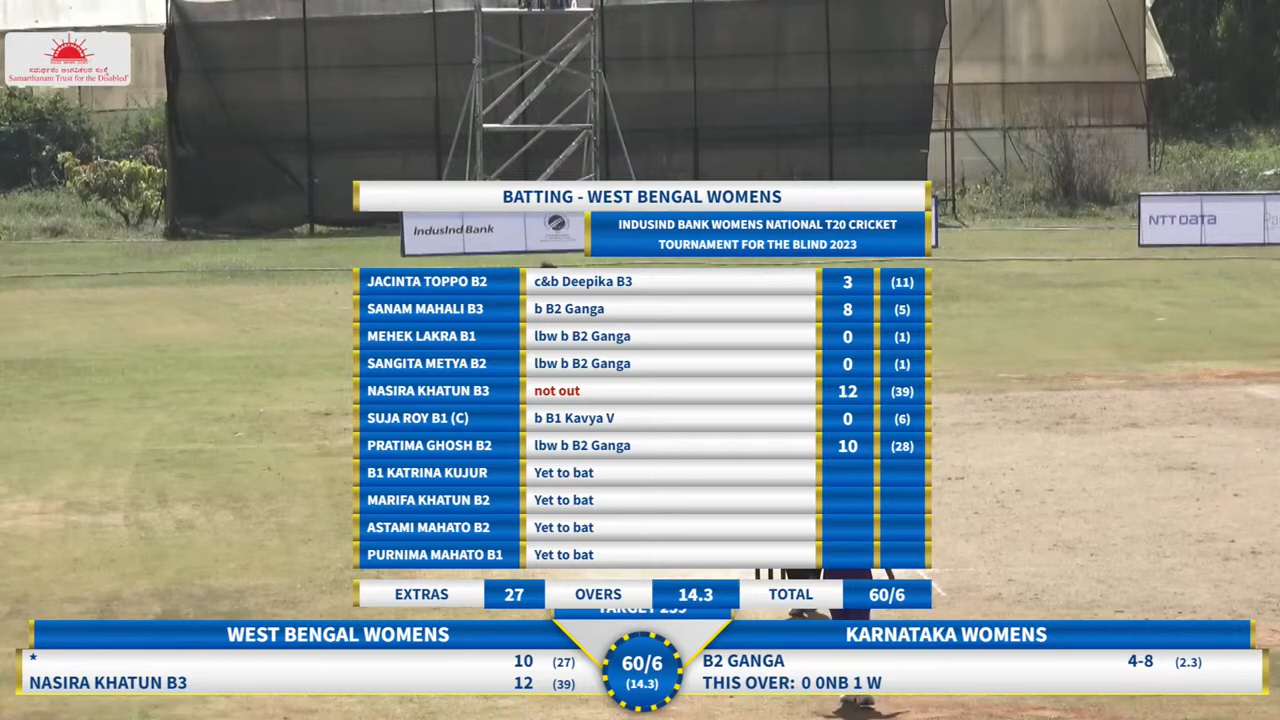 ಸಮರ್ಥನಂ ಅಂಗವಿಕಲರ ಸಂಸ್ಥೆ
Samarthanam Trust for the Disabled
BATTING - WEST BENGAL WOMENS
IndusInd Bank
INDUSIND BANK WOMENS NATIONAL T20 CRICKET
TOURNAMENT FOR THE BLIND 2023
NTT DATA
JACINTA TOPPO B2 c&b Deepika B3 3 (11)
SANAM MAHALI B3 b B2 Ganga 8 (5)
MEHEK LAKRA B1 lbw b B2 Ganga 0 (1)
SANGITA METYA B2 lbw b B2 Ganga 0 (1)
NASIRA KHATUN B3 not out 12 (39)
SUJA ROY B1 (C) b B1 Kavya V 0 (6)
PRATIMA GHOSH B2 lbw b B2 Ganga 10 (28)
B1 KATRINA KUJUR Yet to bat
MARIFA KHATUN B2 Yet to bat
ASTAMI MAHATO B2 Yet to bat
PURNIMA MAHATO B1 Yet to bat
EXTRAS 27 OVERS 14.3 TOTAL 60/6
TARGET 239
WEST BENGAL WOMENS
* 10 (27)
NASIRA KHATUN B3 12 (39)
60/6
(14.3)
KARNATAKA WOMENS
B2 GANGA 4-8 (2.3)
THIS OVER: 0 0NB 1 W